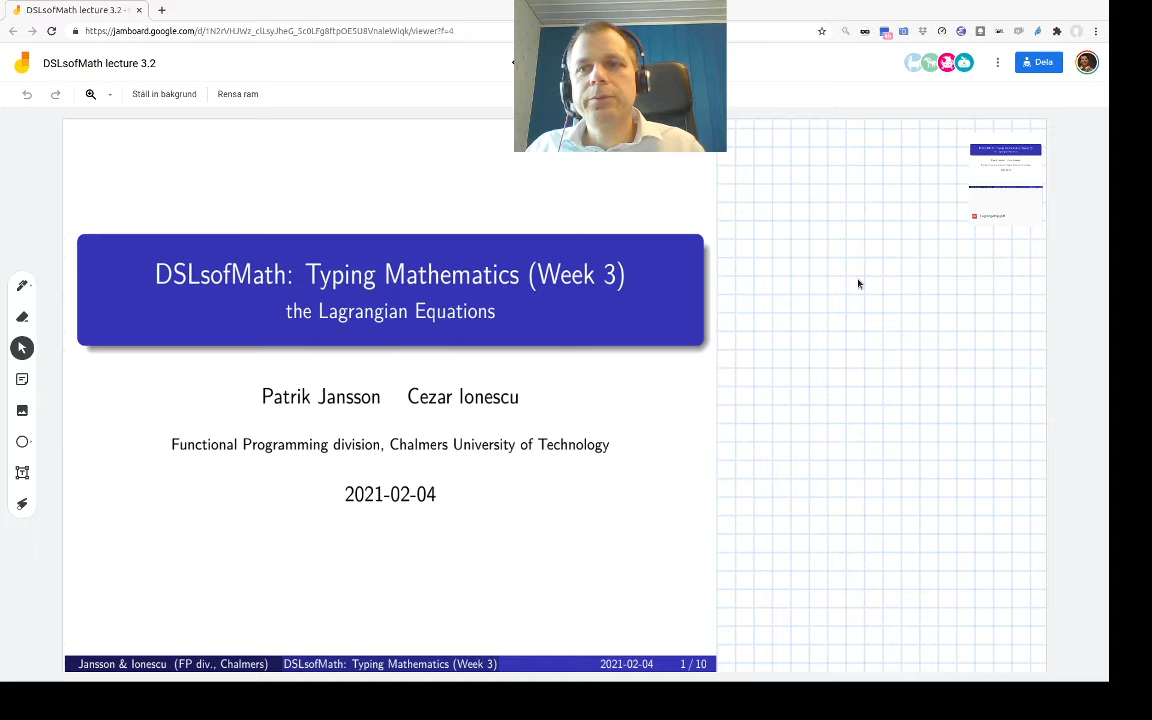 DSLsofMath lecture 3.2 -
https://jamboard.google.com/d/1N2rVHJWz_clLsyJheG_5c0LFg8ftpOE5U8VnaleWiqk/viewer?f=4
DSLsofMath lecture 3.2
Dela
Ställ in bakgrund
Rensa ram
DSLsofMath: Typing Mathematics (Week 3)
the Lagrangian Equations
Patrik Jansson Cezar Ionescu
Functional Programming division, Chalmers University of Technology
2021-02-04
Jansson & Ionescu (FP div., Chalmers) DSLsofMath: Typing Mathematics (Week 3) 2021-02-04 1 / 10